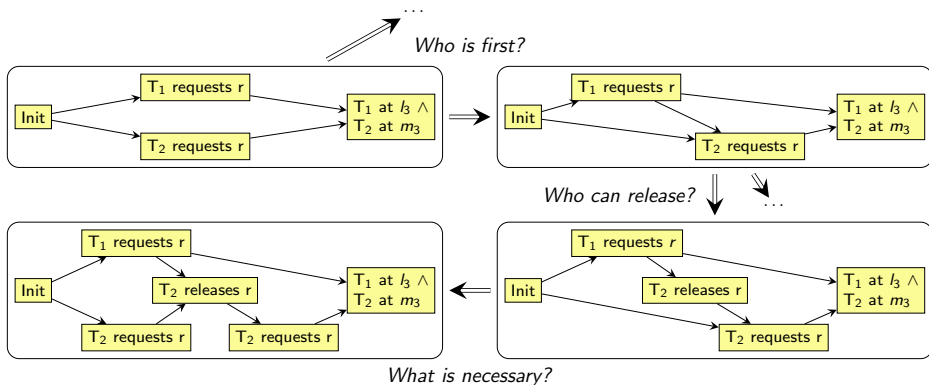 ...
Who is first?
T₁ requests r
Init
T₁ at l₃ ∧
T₂ at m₃
T₂ requests r
T₁ requests r
Init
T₁ at l₃ ∧
T₂ at m₃
T₂ requests r
Who can release?
...
T₁ requests r
Init
T₂ releases r
T₁ at l₃ ∧
T₂ at m₃
T₂ requests r
T₂ requests r
T₁ requests r
Init
T₂ releases r
T₁ at l₃ ∧
T₂ at m₃
T₂ requests r
What is necessary?